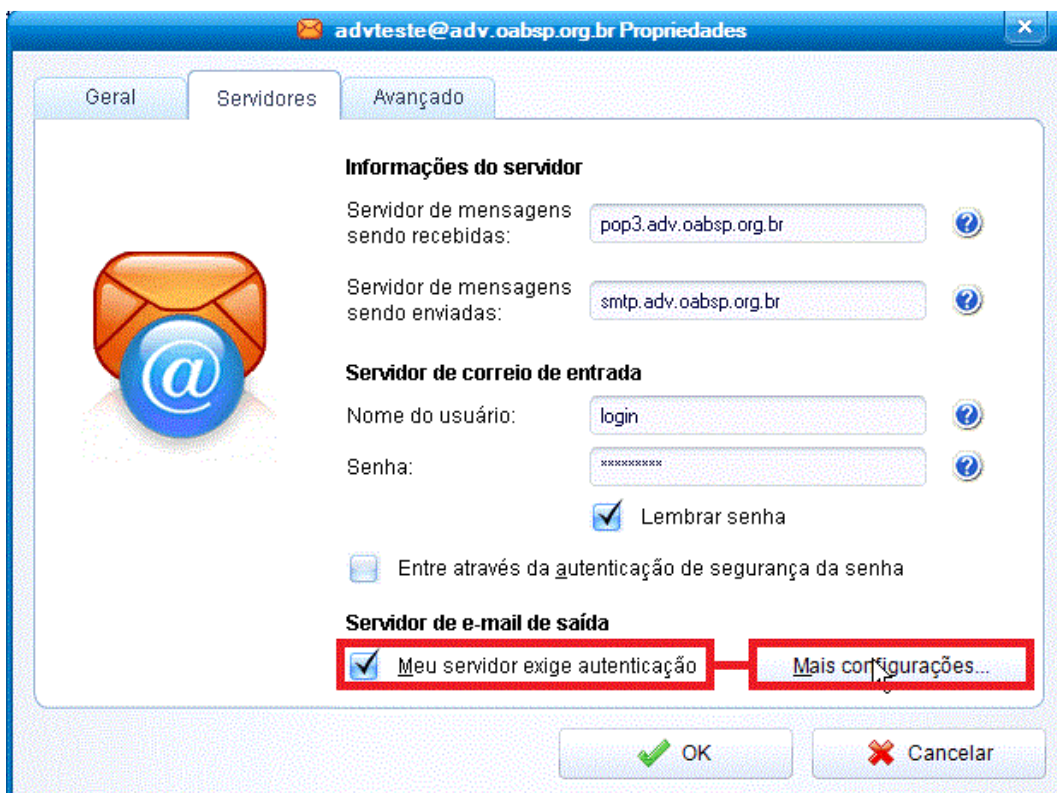 advteste@adv.oabsp.org.br Propriedades
Geral
Servidores
Avançado
Informações do servidor
Servidor de mensagens
sendo recebidas:
pop3.adv.oabsp.org.br
Servidor de mensagens
sendo enviadas:
smtp.adv.oabsp.org.br
Servidor de correio de entrada
Nome do usuário:
login
Senha:
*********
Lembrar senha
Entre através da autenticação de segurança da senha
Servidor de e-mail de saída
Meu servidor exige autenticação
Mais configurações...
OK
Cancelar